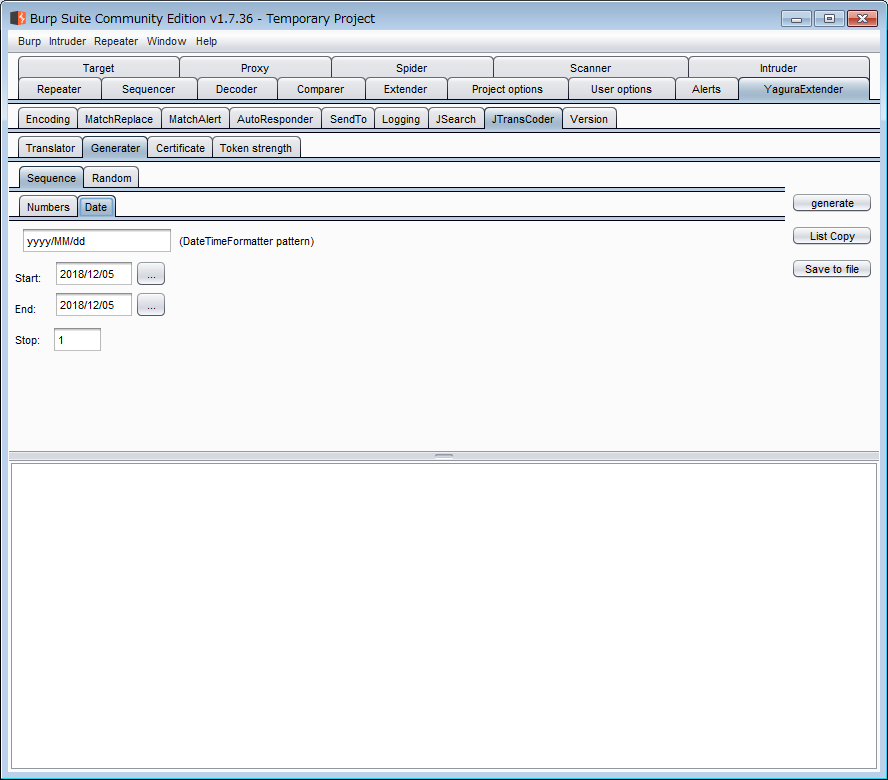 Burp Suite Community Edition v1.7.36 - Temporary Project
Burp Intruder Repeater Window Help
Target Proxy Spider Scanner Intruder
Repeater Sequencer Decoder Comparer Extender Project options User options Alerts YaguraExtender
Encoding MatchReplace MatchAlert AutoResponder SendTo Logging JSearch JTransCoder Version
Translator Generater Certificate Token strength
Sequence Random
Numbers Date
generate
yyyy/MM/dd (DateTimeFormatter pattern)
List Copy
Start: 2018/12/05 ...
Save to file
End: 2018/12/05 ...
Stop: 1